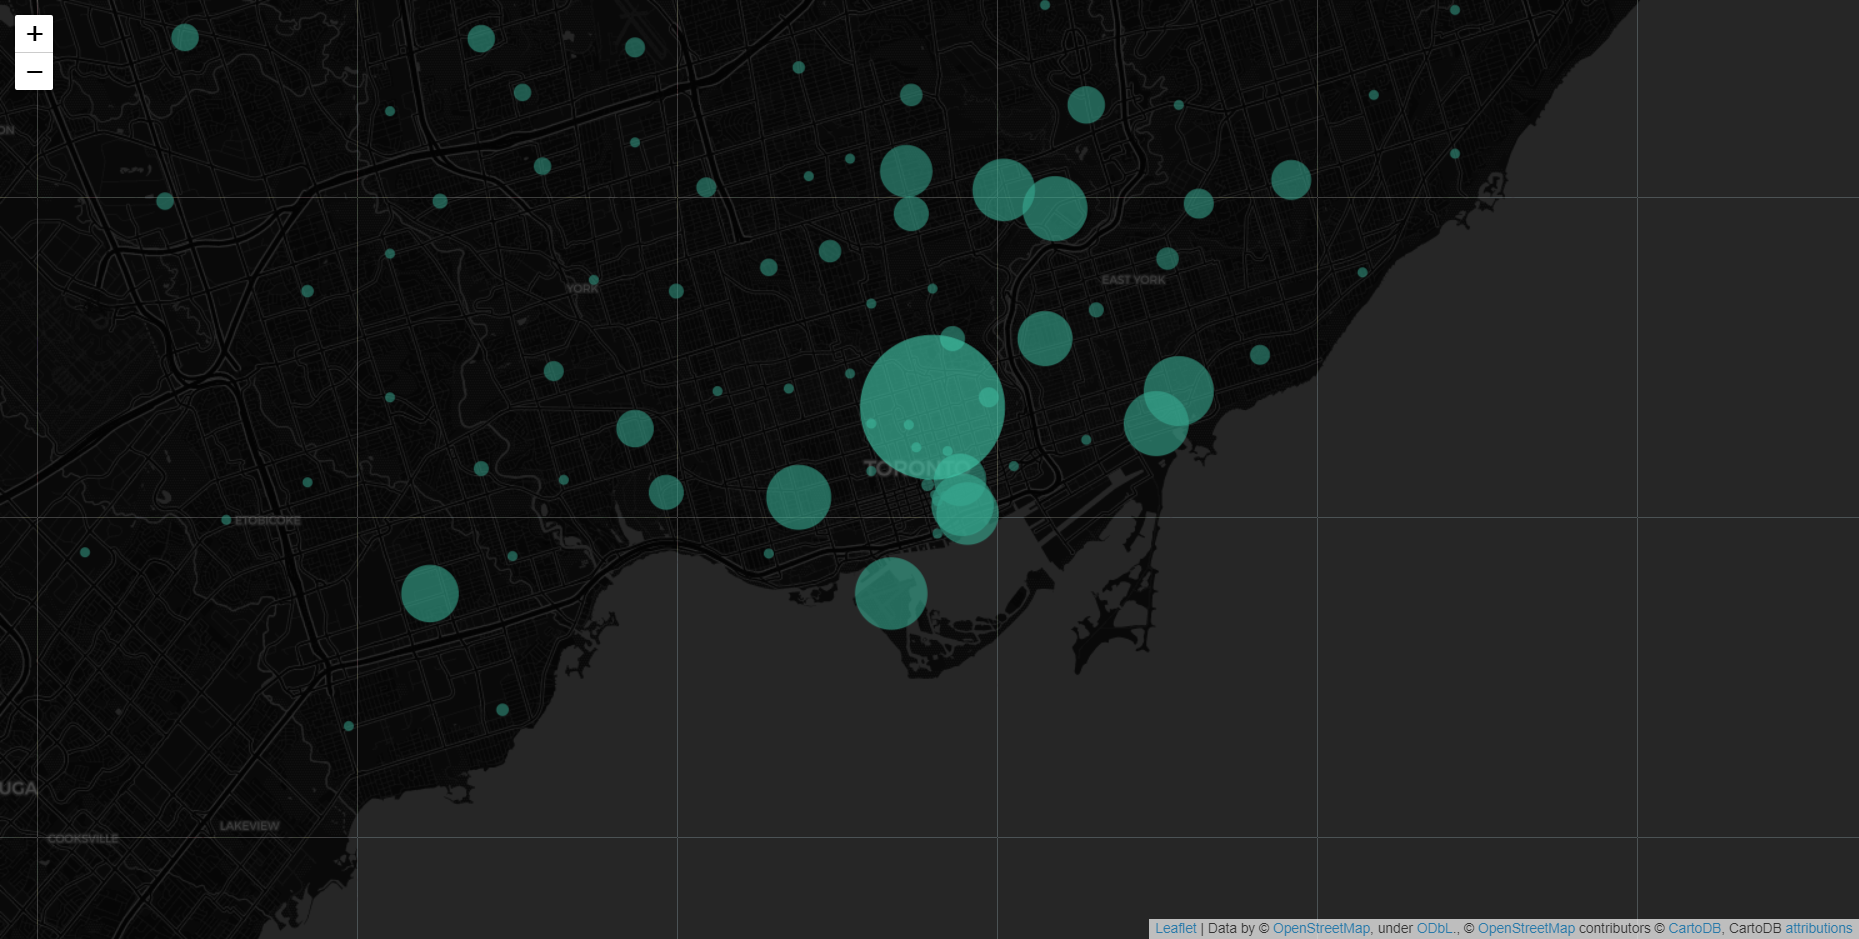 +
−
ON
YORK
EAST YORK
TORONTO
ETOBICOKE
UGA
LAKEVIEW
COOKSVILLE
Leaflet | Data by © OpenStreetMap, under ODbL., © OpenStreetMap contributors © CartoDB, CartoDB attributions